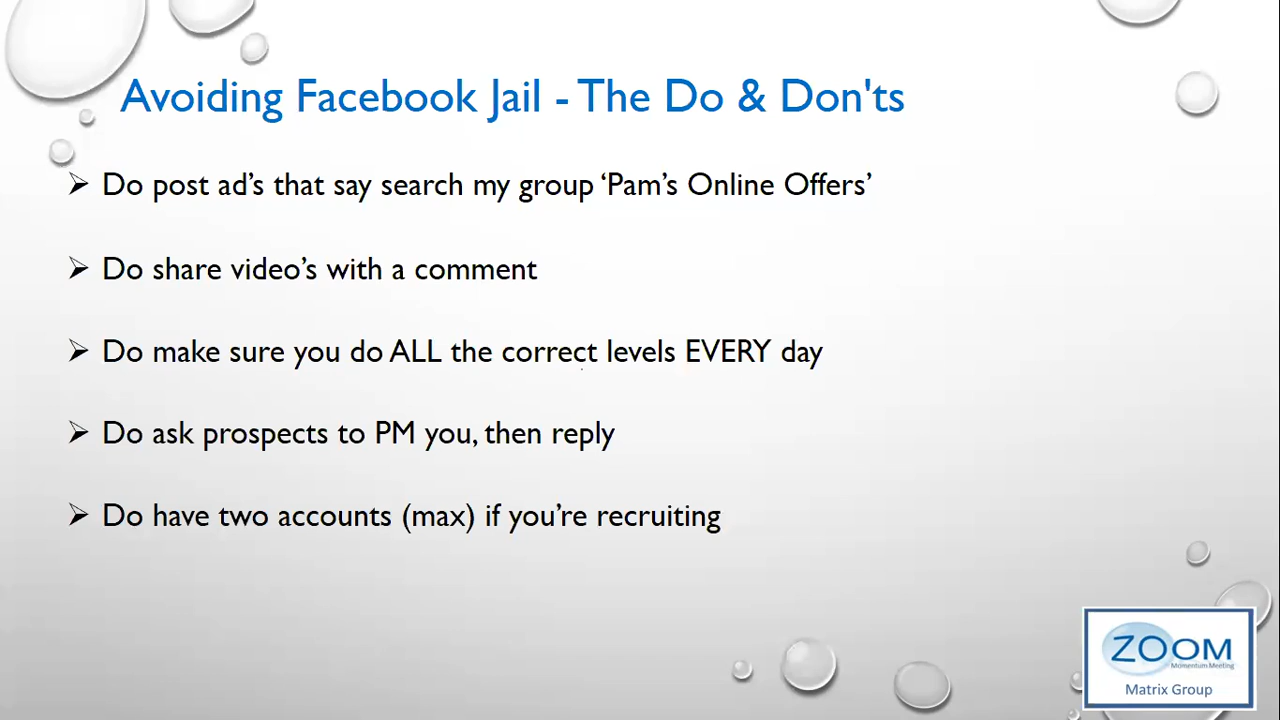 Avoiding Facebook Jail - The Do & Don'ts
Do post ad’s that say search my group ‘Pam’s Online Offers’
Do share video’s with a comment
Do make sure you do ALL the correct levels EVERY day
Do ask prospects to PM you, then reply
Do have two accounts (max) if you’re recruiting
ZOOM
Momentum Meeting
Matrix Group